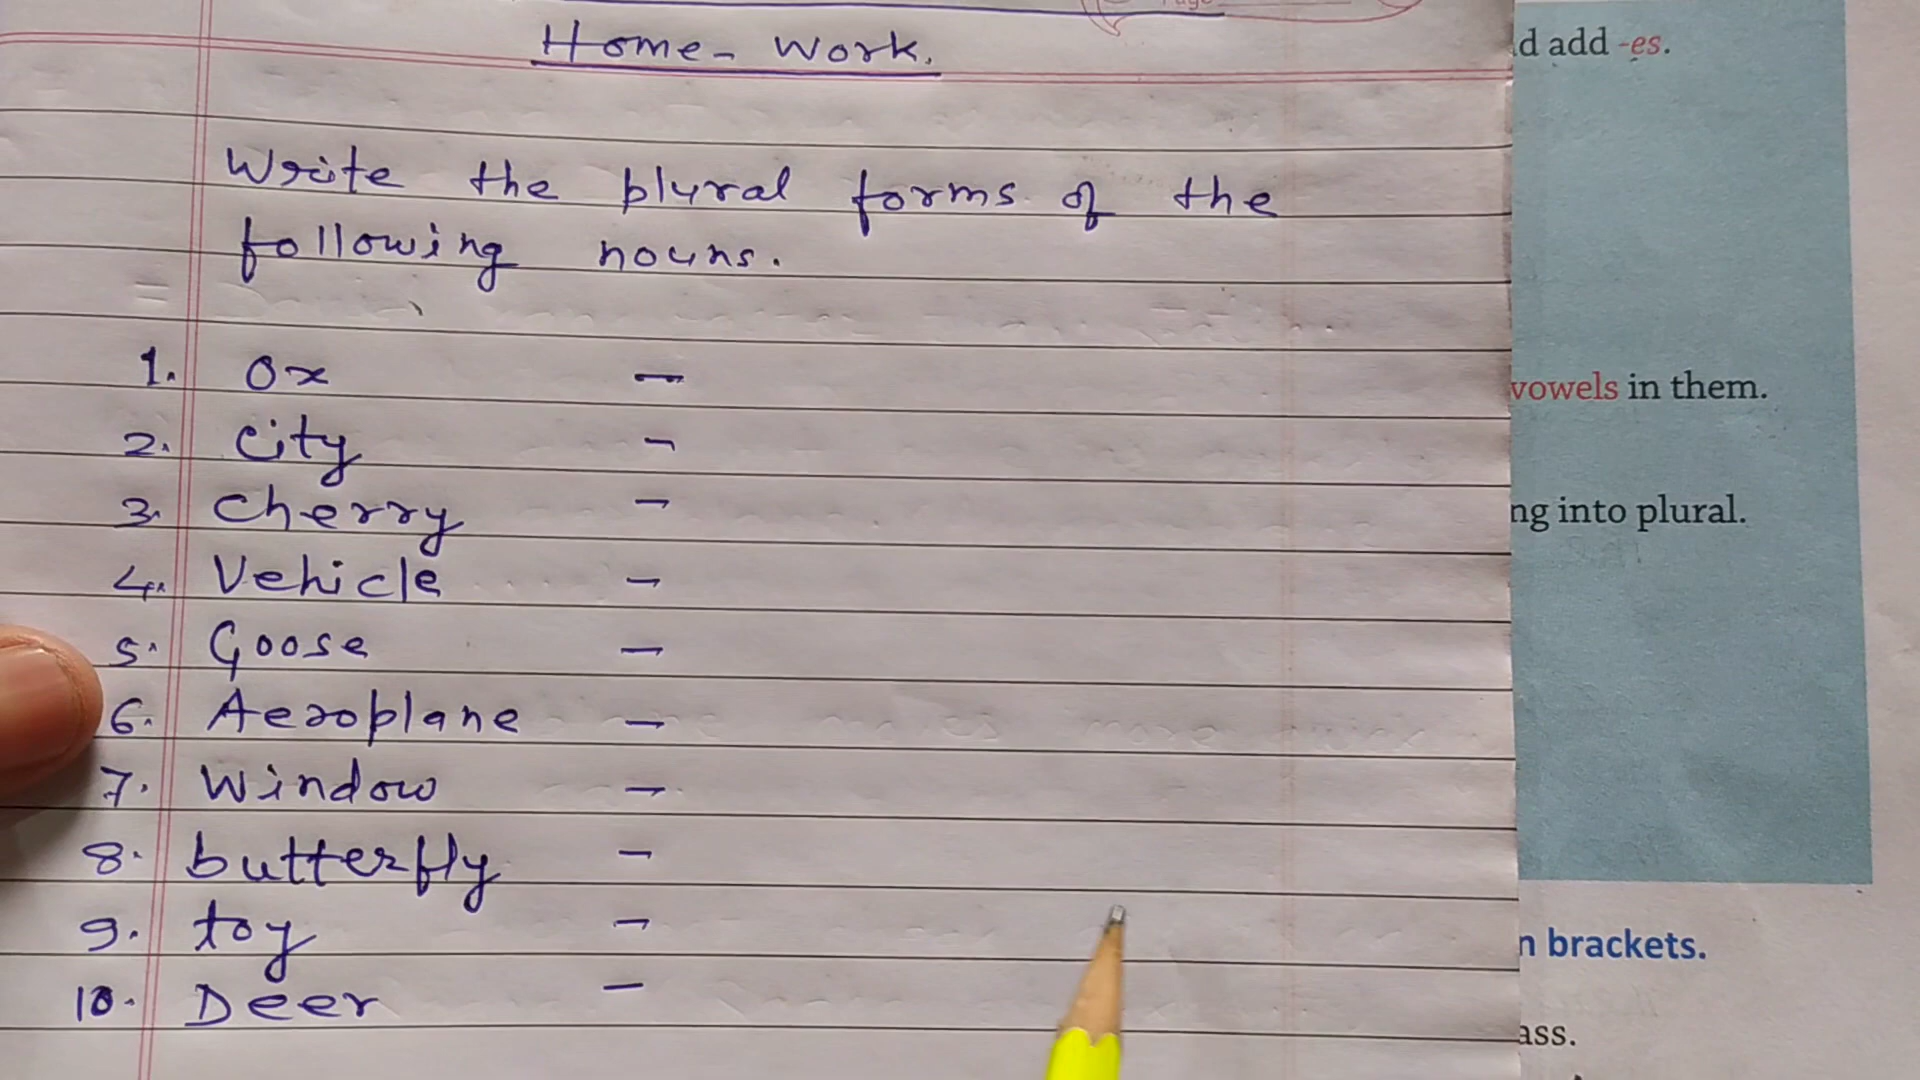 Home-Work.
Write the plural forms of the
following nouns.
1. Ox —
2. City -
3. Cherry -
4. Vehicle -
5. Goose -
6. Aeroplane -
7. Window -
8. butterfly -
9. toy -
10. Deer -
d add -es.
vowels in them.
ng into plural.
n brackets.
ass.